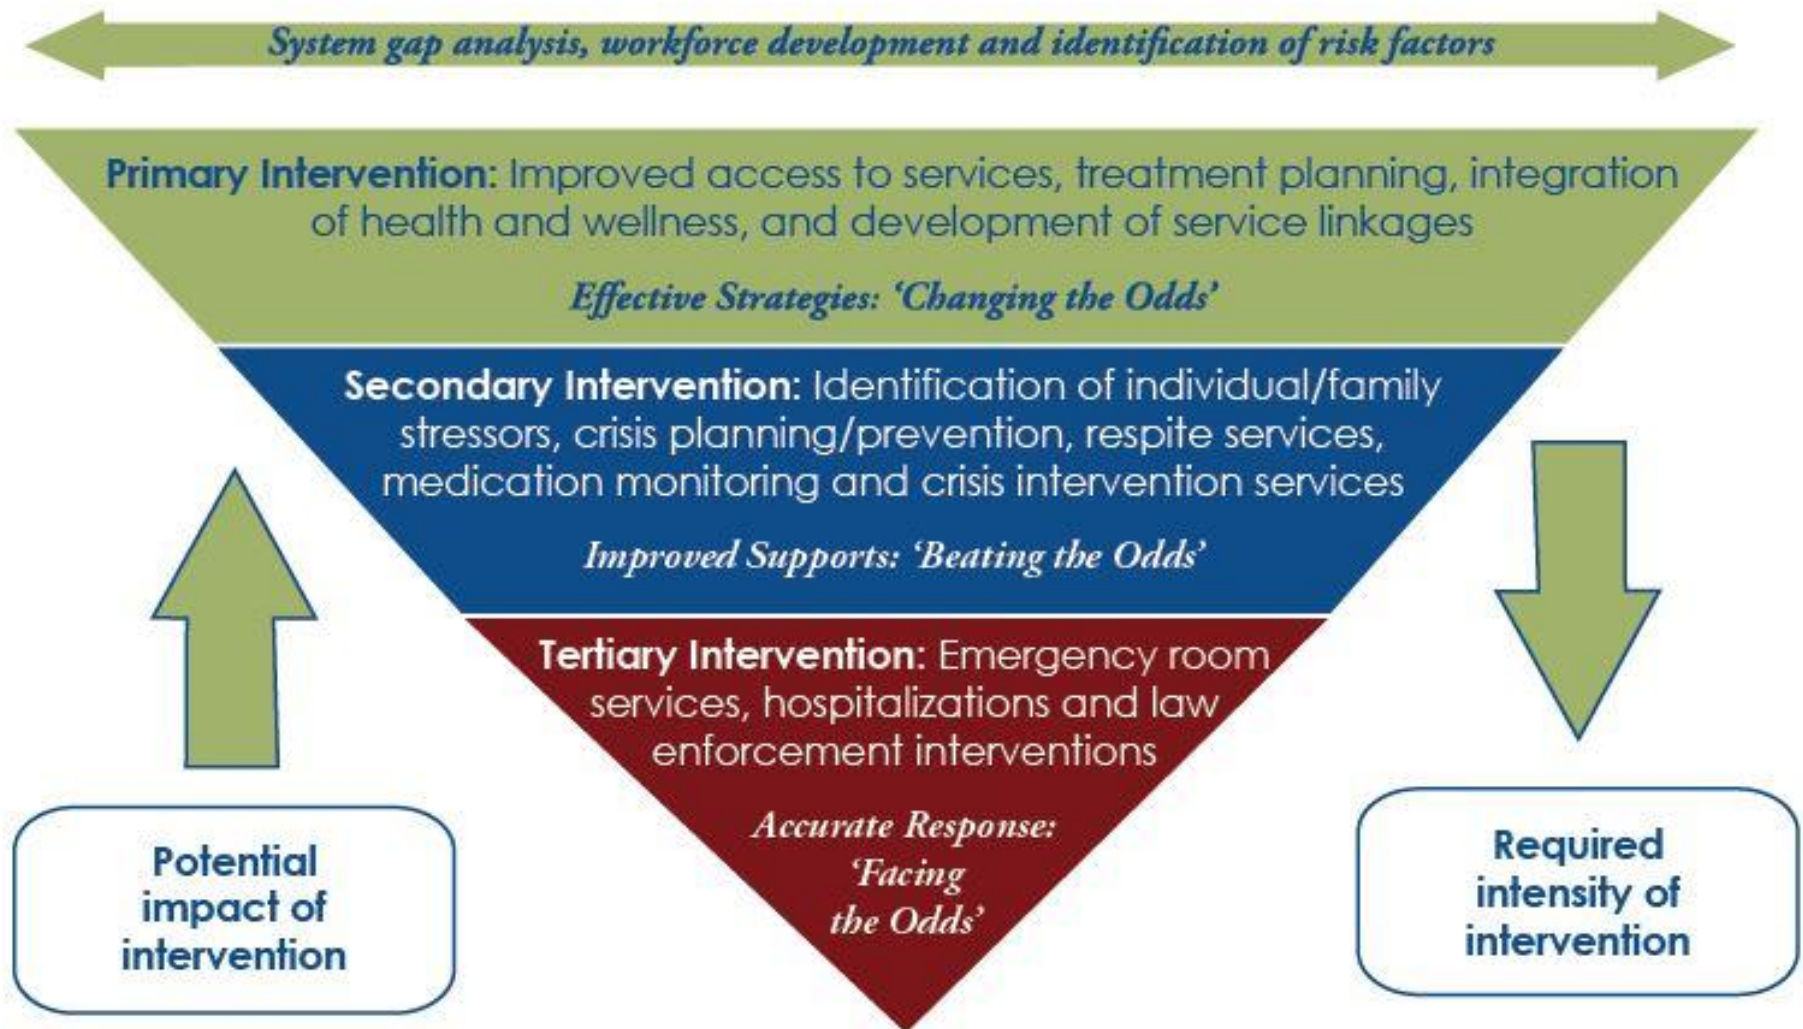 System gap analysis, workforce development and identification of risk factors
Primary Intervention: Improved access to services, treatment planning, integration
of health and wellness, and development of service linkages
Effective Strategies: ‘Changing the Odds’
Secondary Intervention: Identification of individual/family
stressors, crisis planning/prevention, respite services,
medication monitoring and crisis intervention services
Improved Supports: ‘Beating the Odds’
Tertiary Intervention: Emergency room
services, hospitalizations and law
enforcement interventions
Accurate Response:
‘Facing
the Odds’
Potential
impact of
intervention
Required
intensity of
intervention